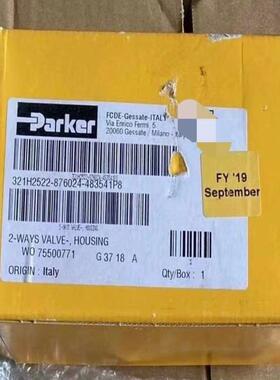 Parker
FCDE-Gessate-ITALY
Via Enrico Fermi, 5
20060 Gessate / Milano -
321H2522-876024-483541P8
FY '19
September
2-WAYS VALVE-, HOUSING
WO 75500771
G 37 18 A
ORIGIN : Italy
Qty/Box : 1